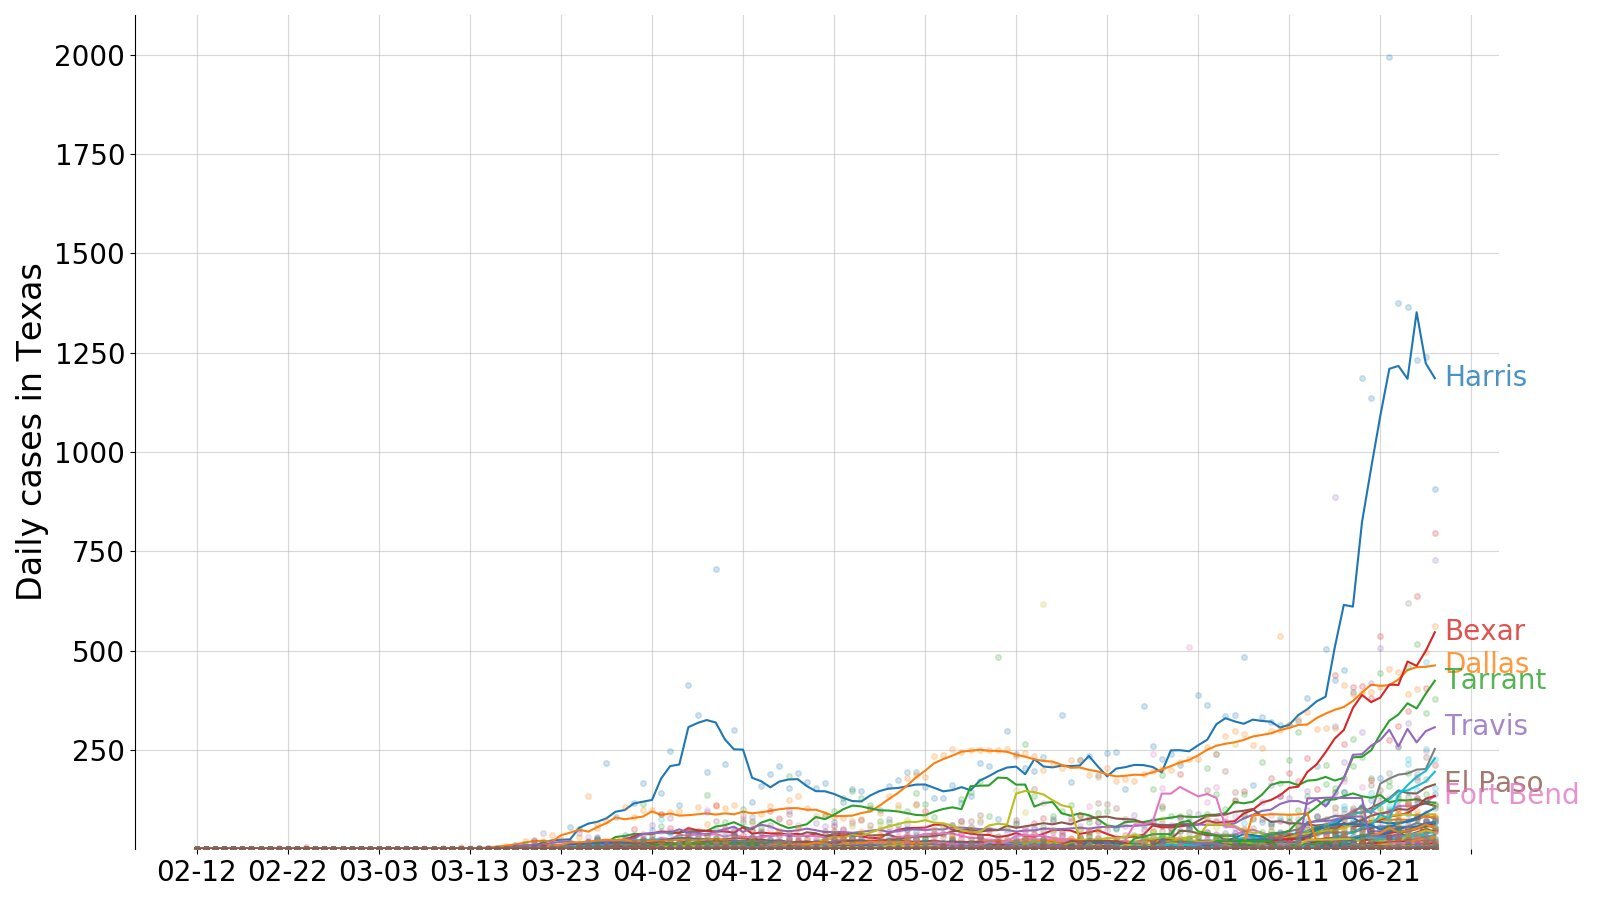 Daily cases in Texas
2000
1750
1500
1250
1000
750
500
250
Harris
Bexar
Dallas
Tarrant
Travis
El Paso
Fort Bend
02-12 02-22 03-03 03-13 03-23 04-02 04-12 04-22 05-02 05-12 05-22 06-01 06-11 06-21